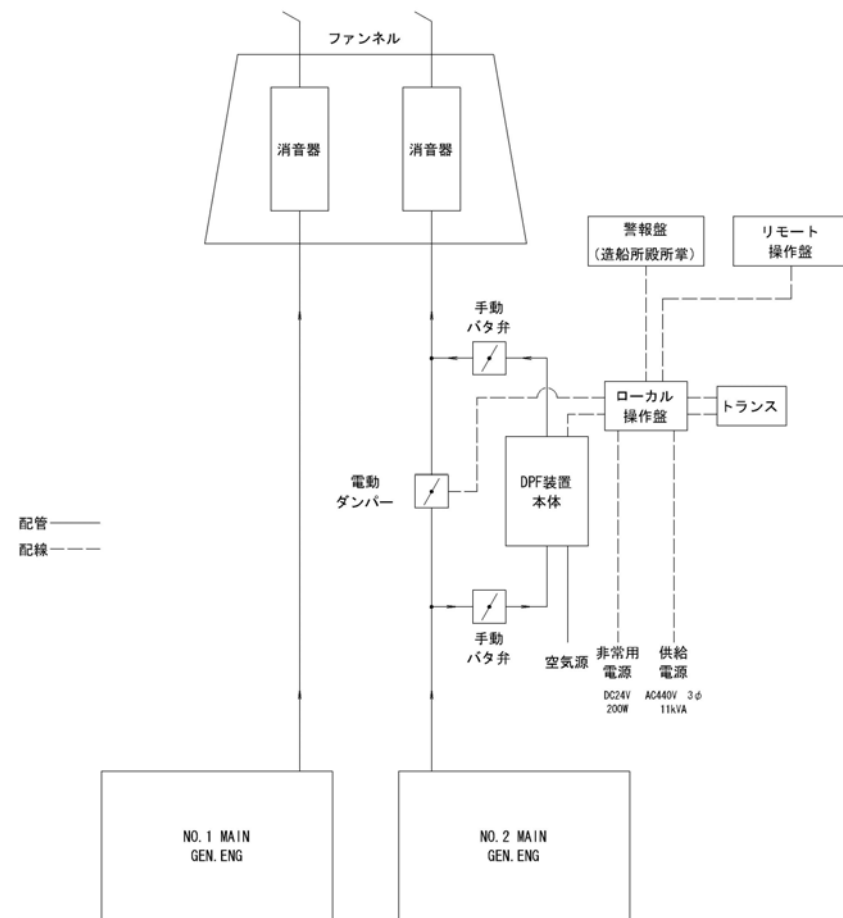 ファンネル
消音器
消音器
警報盤
(造船所殿所掌)
リモート
操作盤
手動
バタ弁
ローカル
操作盤
トランス
電動
ダンパー
DPF装置
本体
配管
配線
手動
バタ弁
空気源
非常用
電源
DC24V
200W
供給
電源
AC440V 3φ
11kVA
NO.1 MAIN
GEN.ENG
NO.2 MAIN
GEN.ENG